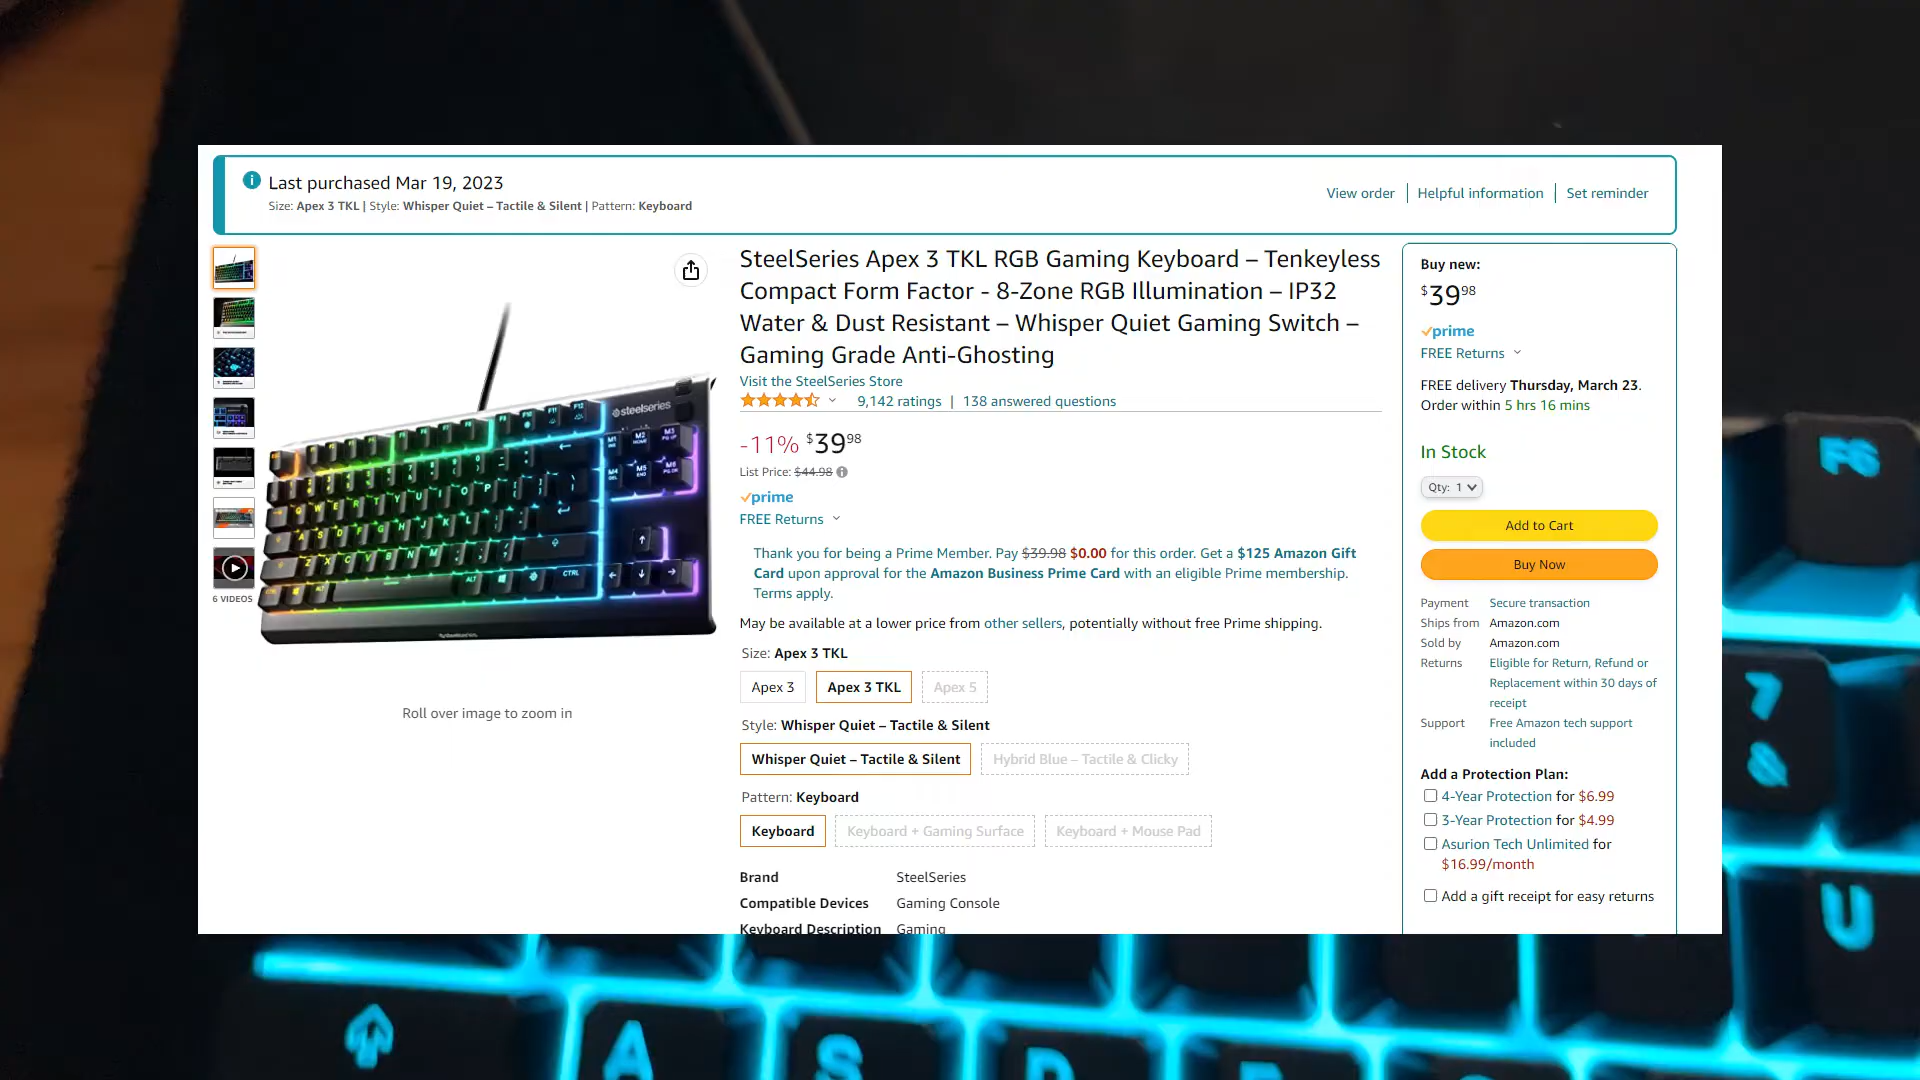 Last purchased Mar 19, 2023
Size: Apex 3 TKL | Style: Whisper Quiet – Tactile & Silent | Pattern: Keyboard
View order | Helpful information | Set reminder
SteelSeries Apex 3 TKL RGB Gaming Keyboard – Tenkeyless
Compact Form Factor - 8-Zone RGB Illumination – IP32
Water & Dust Resistant – Whisper Quiet Gaming Switch –
Gaming Grade Anti-Ghosting
Visit the SteelSeries Store
9,142 ratings | 138 answered questions
-11% $39.98
List Price: $44.98
prime
FREE Returns
Thank you for being a Prime Member. Pay $39.98 $0.00 for this order. Get a $125 Amazon Gift
Card upon approval for the Amazon Business Prime Card with an eligible Prime membership.
Terms apply.
May be available at a lower price from other sellers, potentially without free Prime shipping.
Size: Apex 3 TKL
Apex 3 Apex 3 TKL Apex 5
Style: Whisper Quiet – Tactile & Silent
Whisper Quiet – Tactile & Silent Hybrid Blue – Tactile & Clicky
Pattern: Keyboard
Keyboard Keyboard + Gaming Surface Keyboard + Mouse Pad
Brand SteelSeries
Compatible Devices Gaming Console
Keyboard Description Gaming
6 VIDEOS
steelseries
Roll over image to zoom in
Buy new:
$39.98
prime
FREE Returns
FREE delivery Thursday, March 23.
Order within 5 hrs 16 mins
In Stock
Qty: 1
Add to Cart
Buy Now
Payment Secure transaction
Ships from Amazon.com
Sold by Amazon.com
Returns Eligible for Return, Refund or
Replacement within 30 days of
receipt
Support Free Amazon tech support
included
Add a Protection Plan:
4-Year Protection for $6.99
3-Year Protection for $4.99
Asurion Tech Unlimited for
$16.99/month
Add a gift receipt for easy returns
F6
7
U
A
S
D